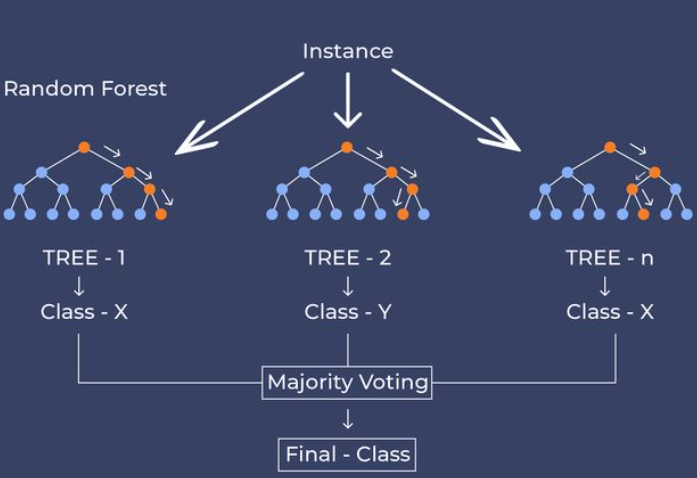 Instance
Random Forest
TREE - 1
TREE - 2
TREE - n
Class - X
Class - Y
Class - X
Majority Voting
Final - Class